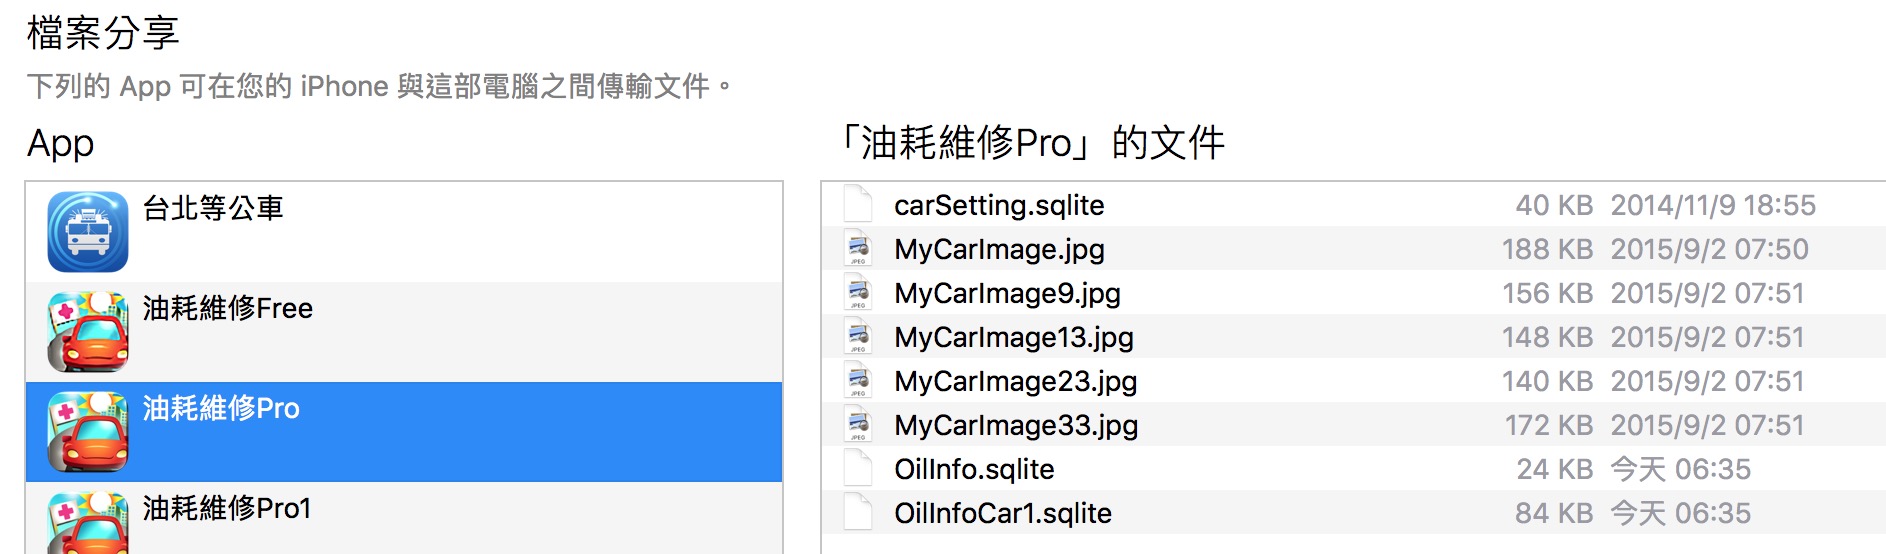 檔案分享
下列的 App 可在您的 iPhone 與這部電腦之間傳輸文件。
App
台北等公車
油耗維修Free
油耗維修Pro
油耗維修Pro1
「油耗維修Pro」的文件
carSetting.sqlite 40 KB 2014/11/9 18:55
MyCarImage.jpg 188 KB 2015/9/2 07:50
MyCarImage9.jpg 156 KB 2015/9/2 07:51
MyCarImage13.jpg 148 KB 2015/9/2 07:51
MyCarImage23.jpg 140 KB 2015/9/2 07:51
MyCarImage33.jpg 172 KB 2015/9/2 07:51
OilInfo.sqlite 24 KB 今天 06:35
OilInfoCar1.sqlite 84 KB 今天 06:35
JPEG
JPEG
JPEG
JPEG
JPEG